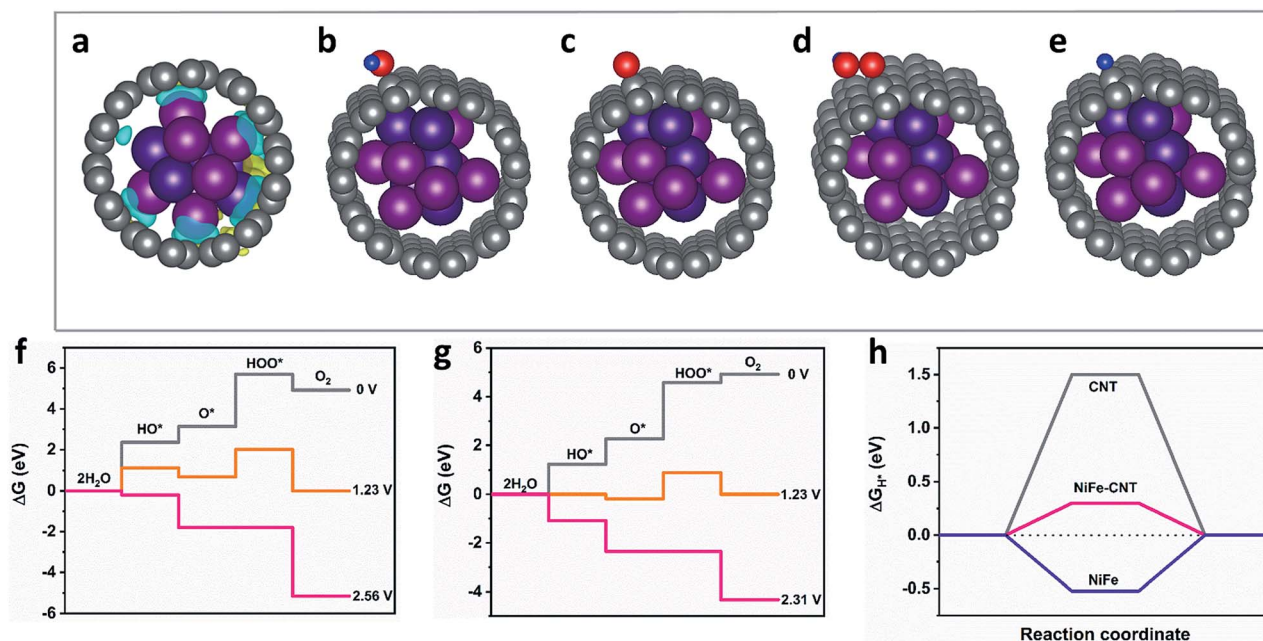 a
b
c
d
e
f
ΔG (eV)
6
4
2
0
-2
-4
-6
2H₂O
HO*
O*
HOO*
O₂
0 V
1.23 V
2.56 V
g
ΔG (eV)
6
4
2
0
-2
-4
2H₂O
HO*
O*
HOO*
O₂
0 V
1.23 V
2.31 V
h
ΔG_H* (eV)
1.5
1.0
0.5
0.0
-0.5
CNT
NiFe-CNT
NiFe
Reaction coordinate